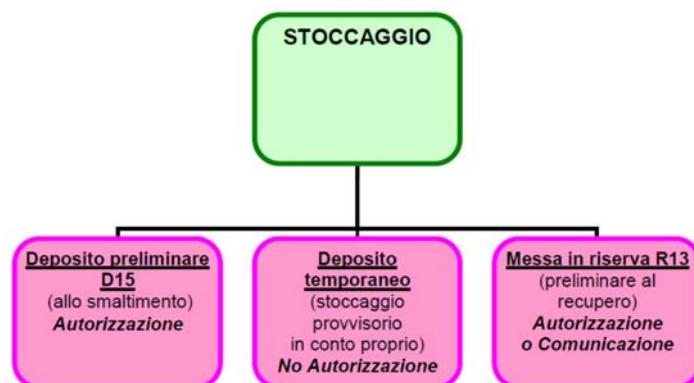 STOCCAGGIO
Deposito preliminare
D15
(allo smaltimento)
Autorizzazione
Deposito
temporaneo
(stoccaggio
provvisorio
in conto proprio)
No Autorizzazione
Messa in riserva R13
(preliminare al
recupero)
Autorizzazione
o Comunicazione